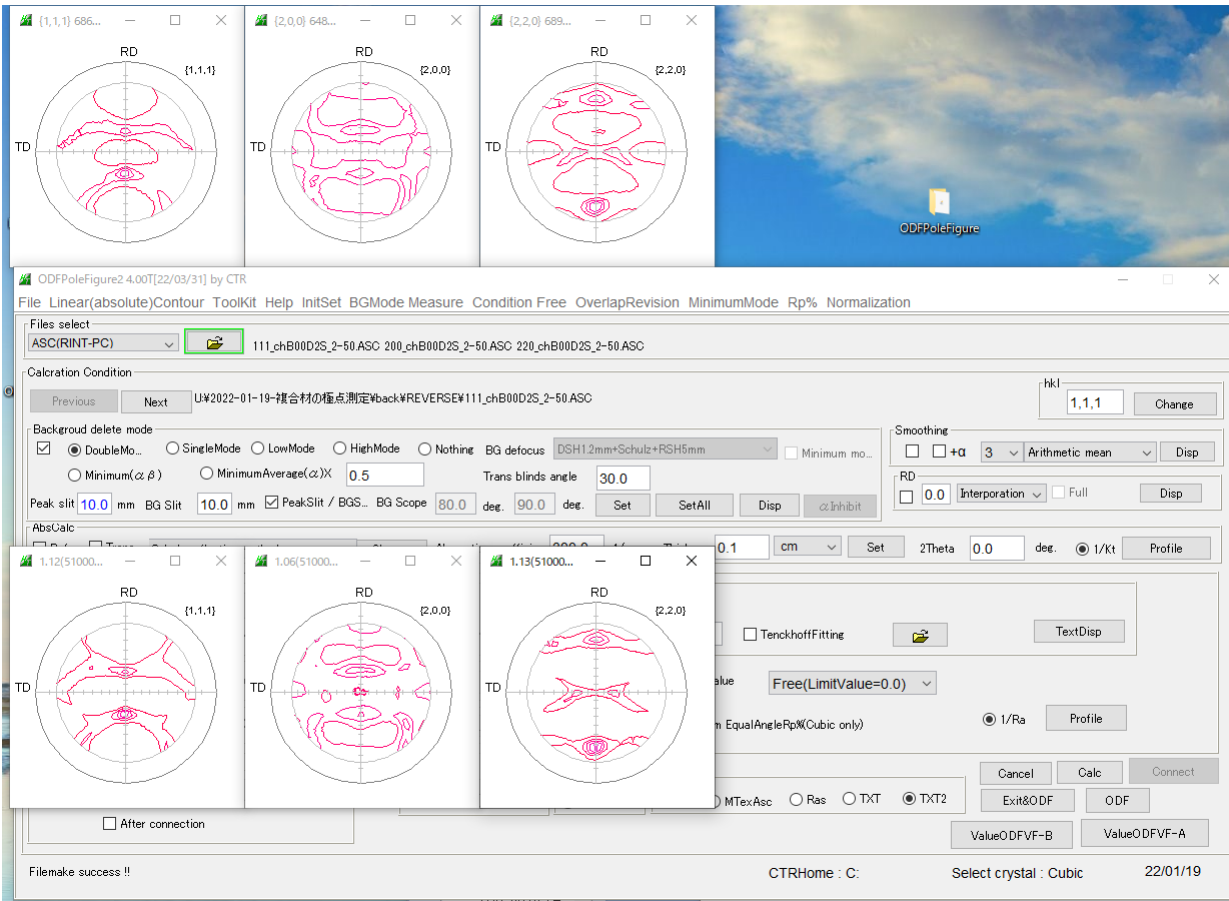 {1,1,1} 686...
{2,0,0} 648...
{2,2,0} 689...
RD
{1,1,1}
TD
RD
{2,0,0}
TD
RD
{2,2,0}
TD
ODFPoleFigure
ODFPoleFigure2 4.00T[22/03/31] by CTR
File Linear(absolute)Contour ToolKit Help InitSet BGMode Measure Condition Free OverlapRevision MinimumMode Rp% Normalization
Files select
ASC(RINT-PC)
111_chB00D2S_2-50.ASC 200_chB00D2S_2-50.ASC 220_chB00D2S_2-50.ASC
Calcration Condition
Previous Next U:¥2022-01-19-複合材の極点測定¥back¥REVERSE¥111_chB00D2S_2-50.ASC
hkl
1,1,1 Change
Backgroud delete mode
DoubleMo... SingleMode LowMode HighMode Nothing BG defocus DSH1.2mm+Schulz+RSH5mm Minimum mo...
Minimum(αβ) MinimumAverage(α)X 0.5 Trans blinds angle 30.0
Peak slit 10.0 mm BG Slit 10.0 mm PeakSlit / BGS... BG Scope 80.0 deg. 90.0 deg. Set SetAll Disp αInhibit
Smoothing
+α 3 Arithmetic mean Disp
RD
0.0 Interporation Full Disp
AbsCalc
0.1 cm Set 2Theta 0.0 deg. 1/Kt Profile
1.12(51000...
1.06(51000...
1.13(51000...
RD
{1,1,1}
TD
RD
{2,0,0}
TD
RD
{2,2,0}
TD
TenckhoffFitting TextDisp
Free(LimitValue=0.0)
EqualAngleRp%(Cubic only) 1/Ra Profile
Cancel Calc Connect
MTexAsc Ras TXT TXT2 Exit&ODF ODF
After connection
ValueODFVF-B ValueODFVF-A
Filemake success !!
CTRHome : C:
Select crystal : Cubic
22/01/19